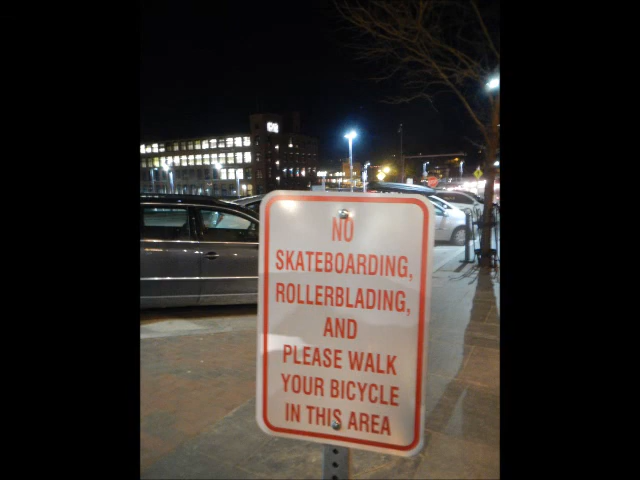 NO
SKATEBOARDING,
ROLLERBLADING,
AND
PLEASE WALK
YOUR BICYCLE
IN THIS AREA